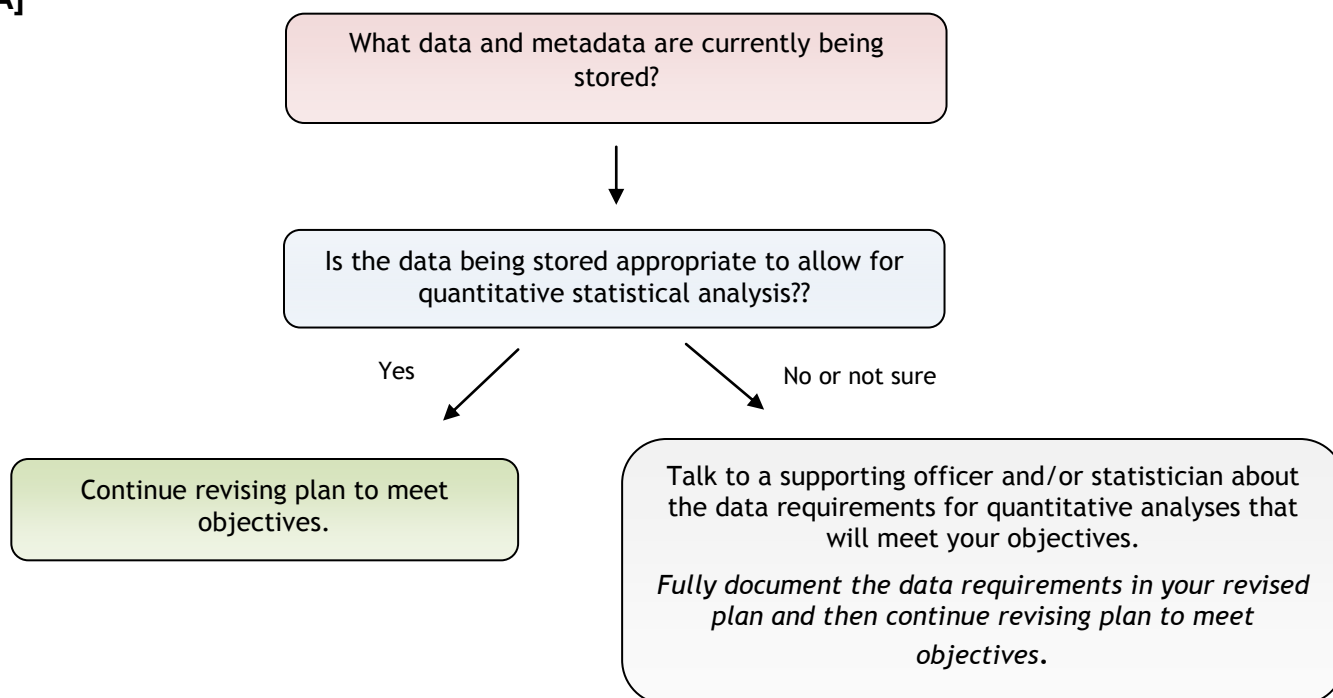 A]
What data and metadata are currently being
stored?
Is the data being stored appropriate to allow for
quantitative statistical analysis??
Yes
No or not sure
Continue revising plan to meet
objectives.
Talk to a supporting officer and/or statistician about
the data requirements for quantitative analyses that
will meet your objectives.
Fully document the data requirements in your revised
plan and then continue revising plan to meet
objectives.